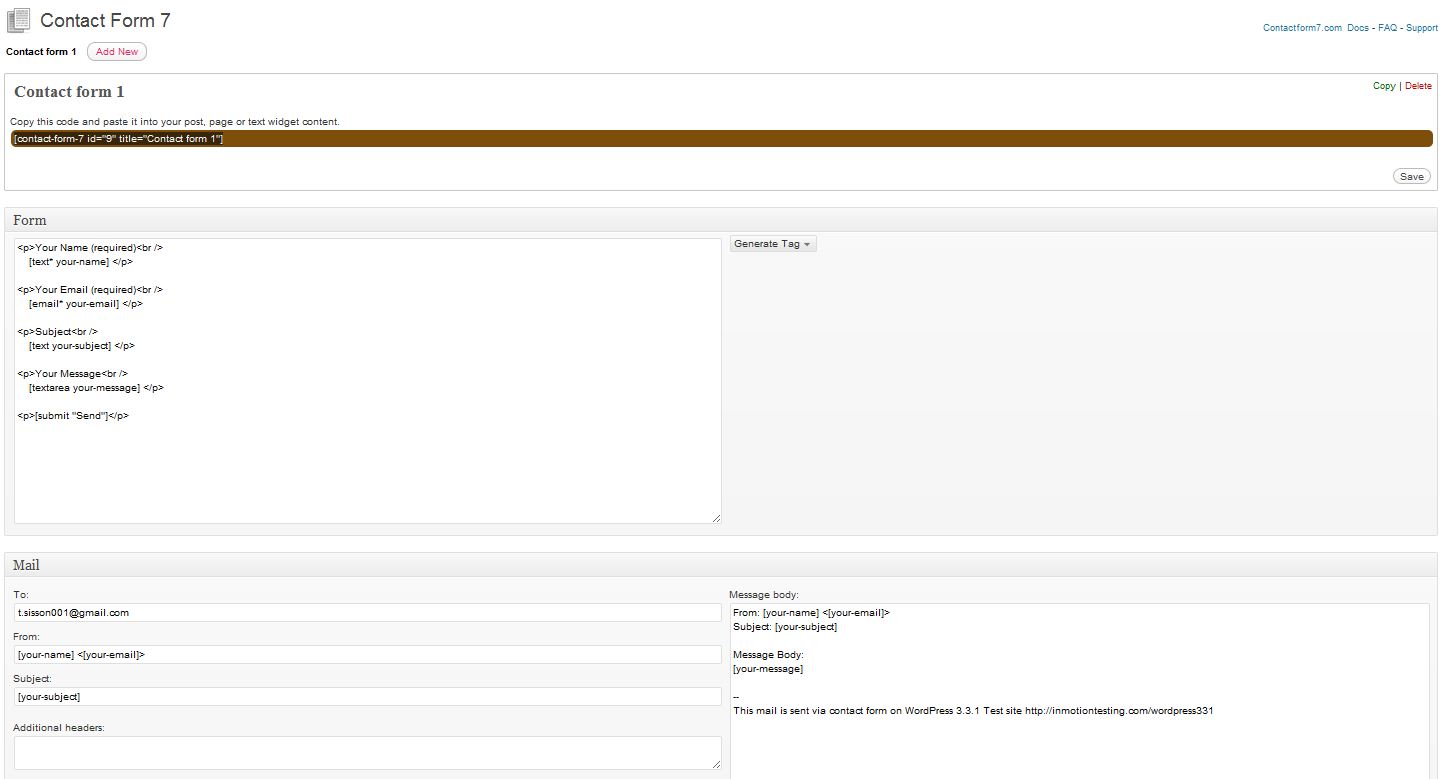 Contact Form 7
Contactform7.com Docs - FAQ - Support
Contact form 1 Add New
Contact form 1
Copy | Delete
Copy this code and paste it into your post, page or text widget content.
[contact-form-7 id="9" title="Contact form 1"]
Save
Form
<p>Your Name (required)<br />
[text* your-name] </p>
<p>Your Email (required)<br />
[email* your-email] </p>
<p>Subject<br />
[text your-subject] </p>
<p>Your Message<br />
[textarea your-message] </p>
<p>[submit "Send"]</p>
Generate Tag
Mail
To:
t.sisson001@gmail.com
From:
[your-name] <[your-email]>
Subject:
[your-subject]
Additional headers:
Message body:
From: [your-name] <[your-email]>
Subject: [your-subject]
Message Body:
[your-message]
--
This mail is sent via contact form on WordPress 3.3.1 Test site http://inmotiontesting.com/wordpress331